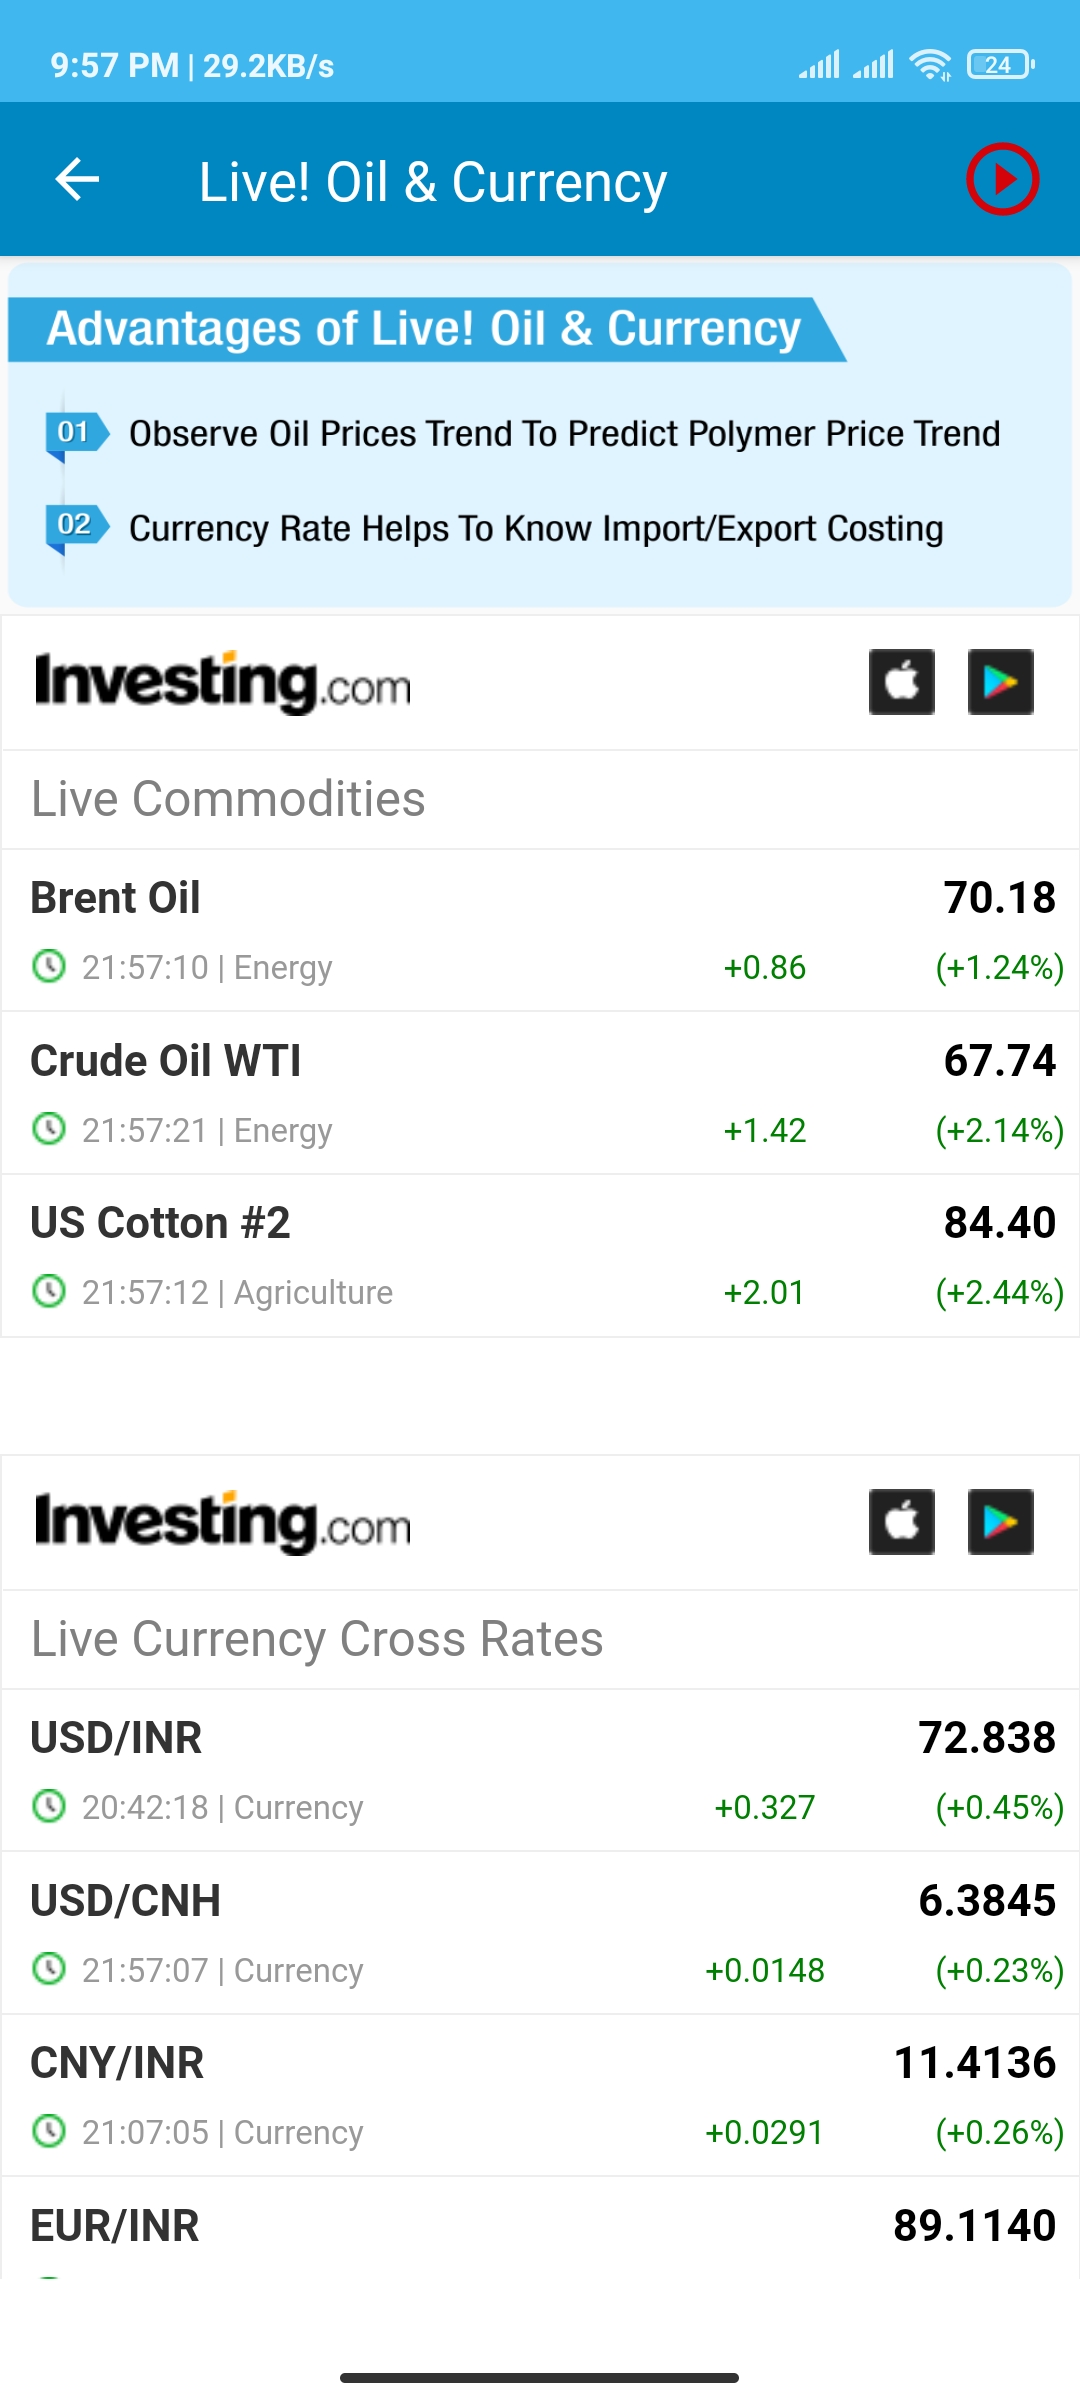 9:57 PM | 29.2KB/s 24
Live! Oil & Currency
Advantages of Live! Oil & Currency
01 Observe Oil Prices Trend To Predict Polymer Price Trend
02 Currency Rate Helps To Know Import/Export Costing
Investing.com
Live Commodities
Brent Oil 70.18
21:57:10 | Energy +0.86 (+1.24%)
Crude Oil WTI 67.74
21:57:21 | Energy +1.42 (+2.14%)
US Cotton #2 84.40
21:57:12 | Agriculture +2.01 (+2.44%)
Investing.com
Live Currency Cross Rates
USD/INR 72.838
20:42:18 | Currency +0.327 (+0.45%)
USD/CNH 6.3845
21:57:07 | Currency +0.0148 (+0.23%)
CNY/INR 11.4136
21:07:05 | Currency +0.0291 (+0.26%)
EUR/INR 89.1140